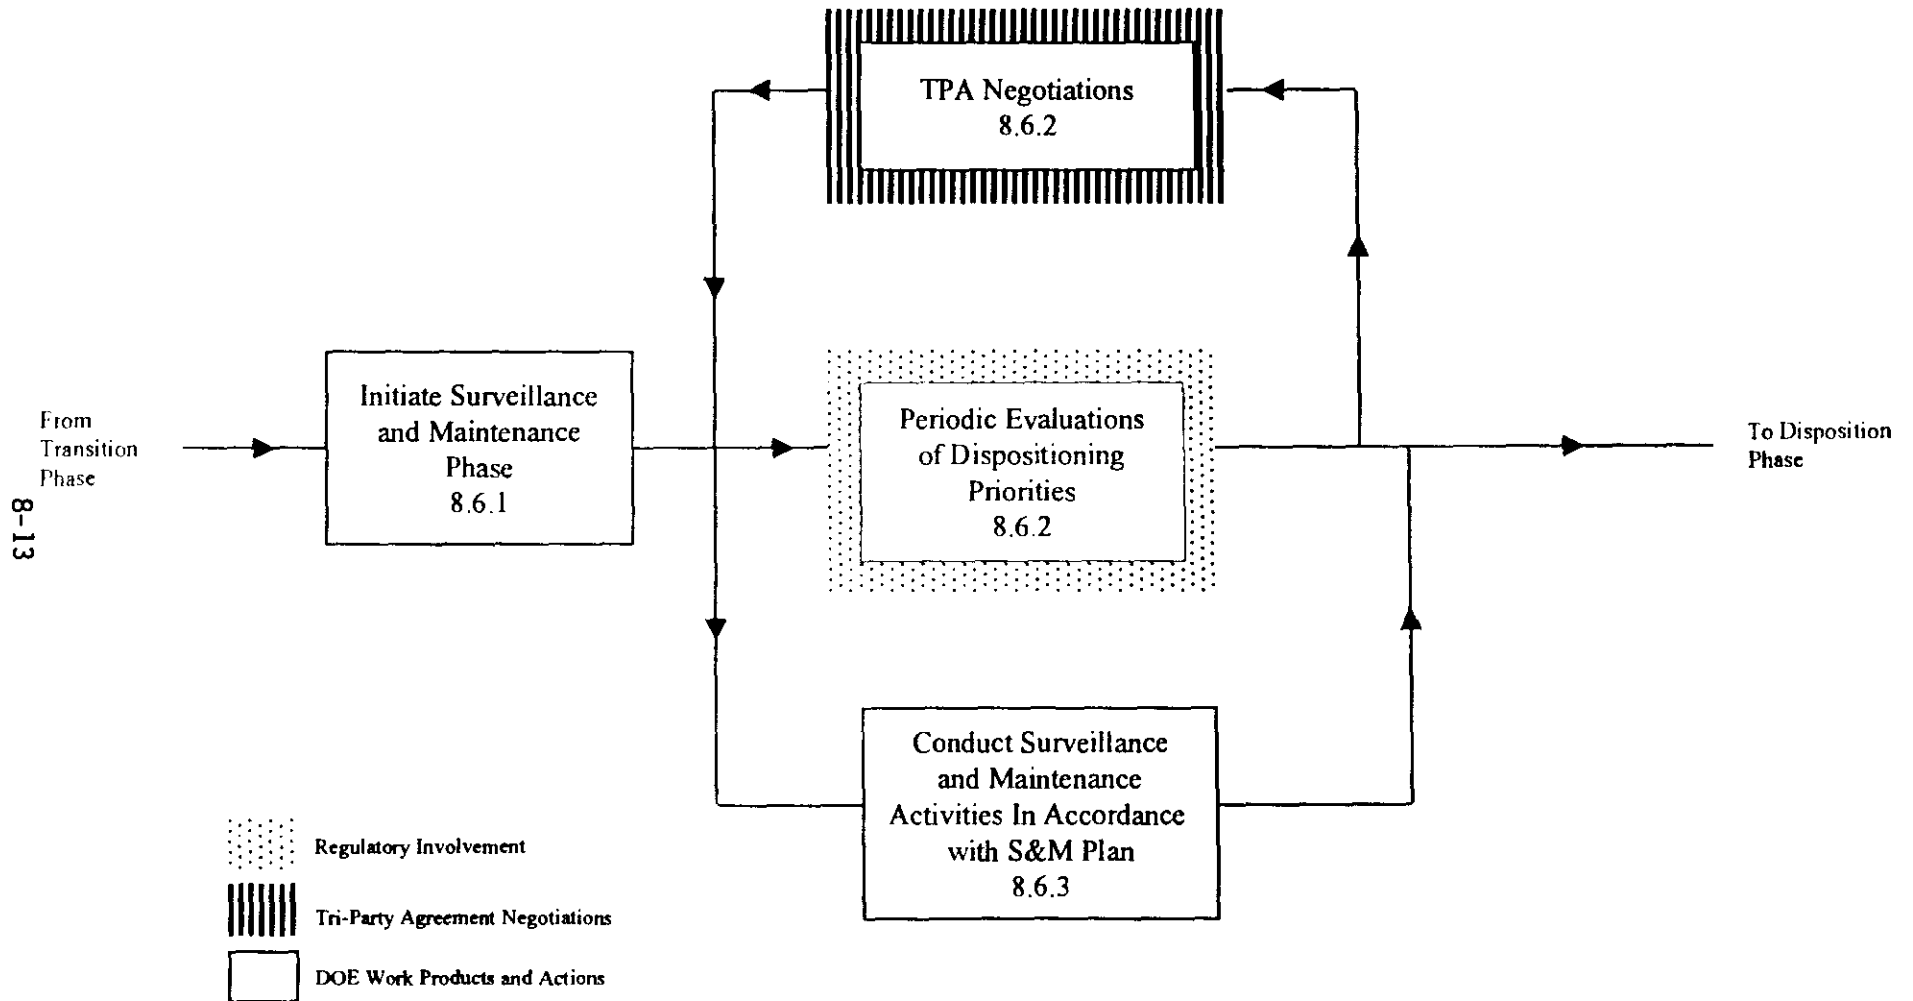 TPA Negotiations
8.6.2
From
Transition
Phase
Initiate Surveillance
and Maintenance
Phase
8.6.1
Periodic Evaluations
of Dispositioning
Priorities
8.6.2
To Disposition
Phase
8-13
Conduct Surveillance
and Maintenance
Activities In Accordance
with S&M Plan
8.6.3
Regulatory Involvement
Tri-Party Agreement Negotiations
DOE Work Products and Actions